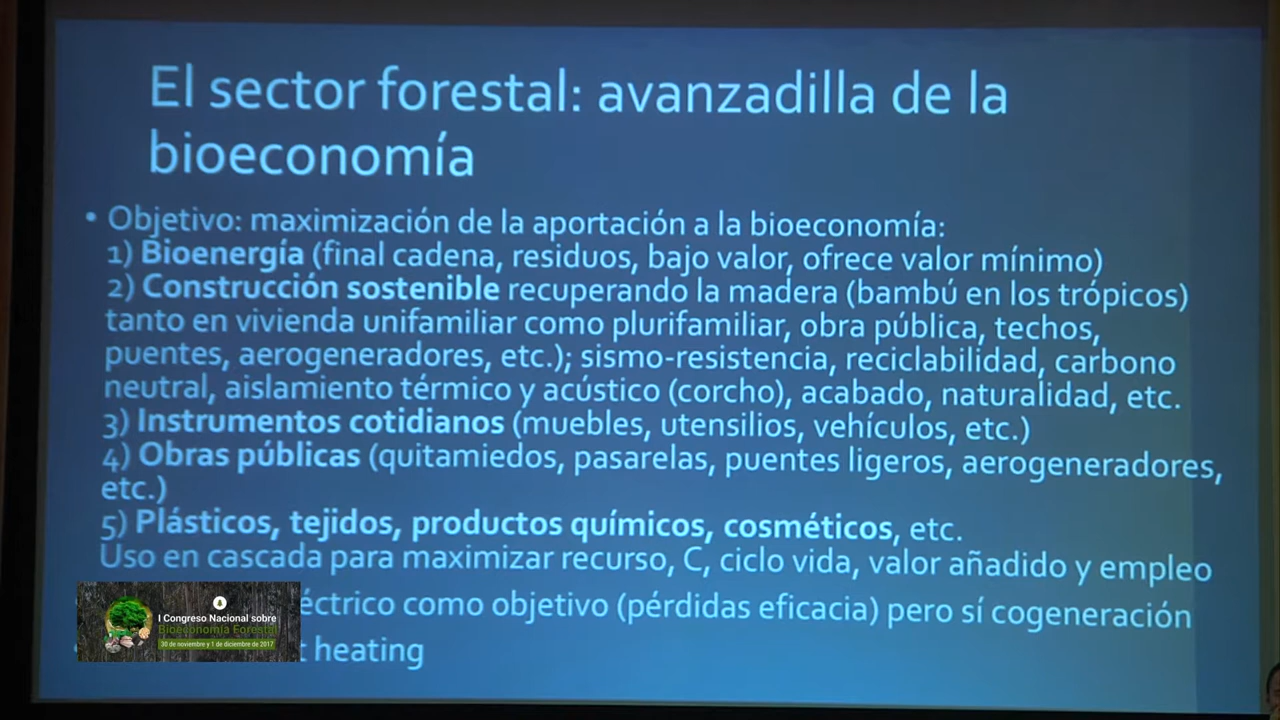 El sector forestal: avanzadilla de la
bioeconomía
• Objetivo: maximización de la aportación a la bioeconomía:
1) Bioenergía (final cadena, residuos, bajo valor, ofrece valor mínimo)
2) Construcción sostenible recuperando la madera (bambú en los trópicos)
tanto en vivienda unifamiliar como plurifamiliar, obra pública, techos,
puentes, aerogeneradores, etc.); sismo-resistencia, reciclabilidad, carbono
neutral, aislamiento térmico y acústico (corcho), acabado, naturalidad, etc.
3) Instrumentos cotidianos (muebles, utensilios, vehículos, etc.)
4) Obras públicas (quitamiedos, pasarelas, puentes ligeros, aerogeneradores,
etc.)
5) Plásticos, tejidos, productos químicos, cosméticos, etc.
Uso en cascada para maximizar recurso, C, ciclo vida, valor añadido y empleo
éctrico como objetivo (pérdidas eficacia) pero sí cogeneración
t heating
I Congreso Nacional sobre
Bioeconomía Forestal
30 de noviembre y 1 de diciembre de 2017